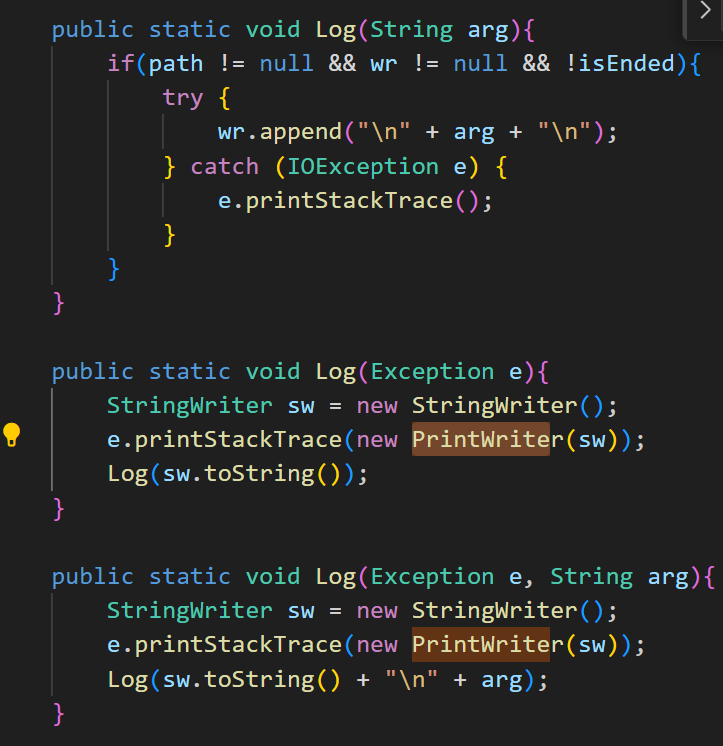 public static void Log(String arg){
if(path != null && wr != null && !isEnded){
try {
wr.append("\n" + arg + "\n");
} catch (IOException e) {
e.printStackTrace();
}
}
}
public static void Log(Exception e){
StringWriter sw = new StringWriter();
e.printStackTrace(new PrintWriter(sw));
Log(sw.toString());
}
public static void Log(Exception e, String arg){
StringWriter sw = new StringWriter();
e.printStackTrace(new PrintWriter(sw));
Log(sw.toString() + "\n" + arg);
}